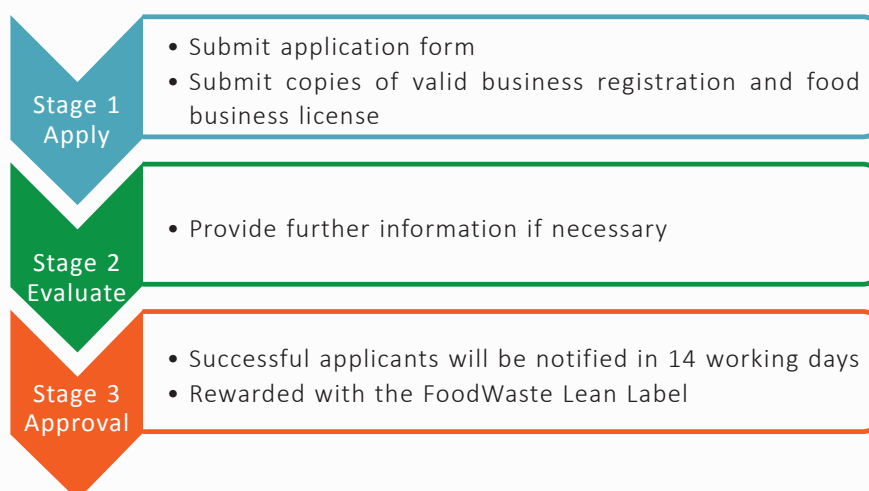 Stage 1
Apply
• Submit application form
• Submit copies of valid business registration and food
business license
Stage 2
Evaluate
• Provide further information if necessary
Stage 3
Approval
• Successful applicants will be notified in 14 working days
• Rewarded with the FoodWaste Lean Label